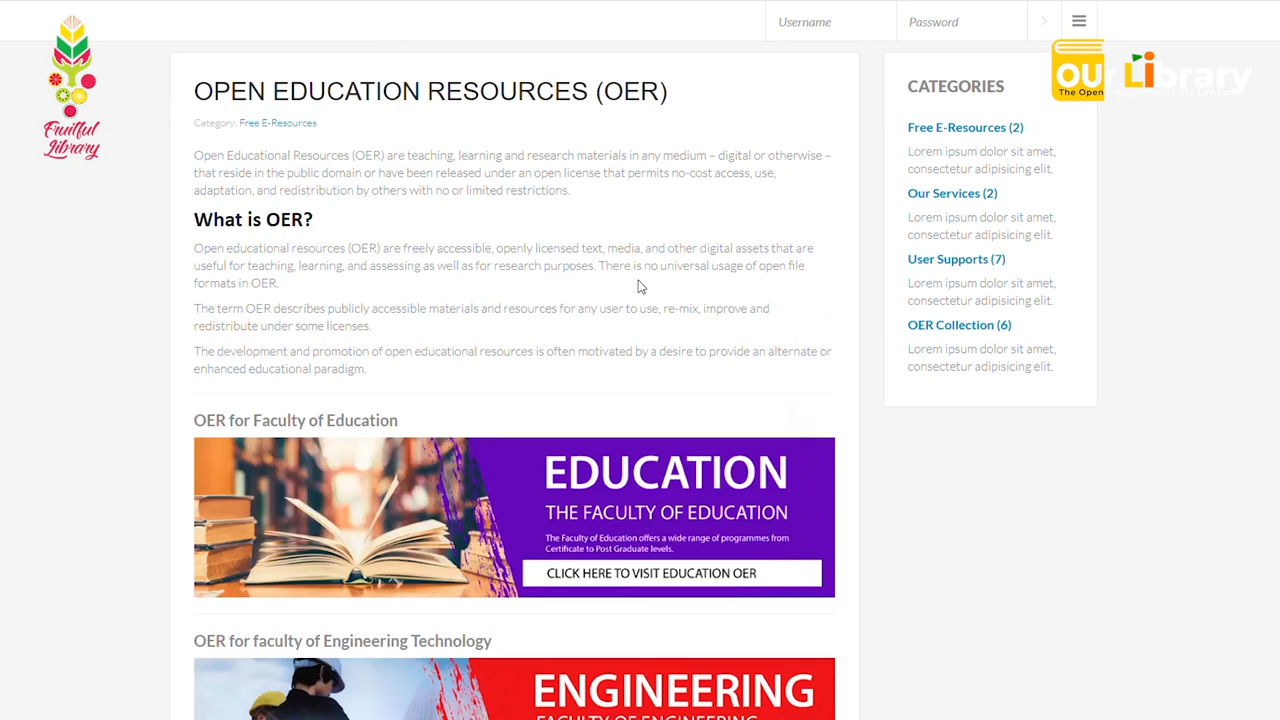 Username
Password
Fruitful
Library
OUr Library
The Open
OPEN EDUCATION RESOURCES (OER)
Category: Free E-Resources
Open Educational Resources (OER) are teaching, learning and research materials in any medium – digital or otherwise –
that reside in the public domain or have been released under an open license that permits no-cost access, use,
adaptation, and redistribution by others with no or limited restrictions.
What is OER?
Open educational resources (OER) are freely accessible, openly licensed text, media, and other digital assets that are
useful for teaching, learning, and assessing as well as for research purposes. There is no universal usage of open file
formats in OER.
The term OER describes publicly accessible materials and resources for any user to use, re-mix, improve and
redistribute under some licenses.
The development and promotion of open educational resources is often motivated by a desire to provide an alternate or
enhanced educational paradigm.
OER for Faculty of Education
EDUCATION
THE FACULTY OF EDUCATION
The Faculty of Education offers a wide range of programmes from
Certificate to Post Graduate levels.
CLICK HERE TO VISIT EDUCATION OER
OER for faculty of Engineering Technology
ENGINEERING
FACULTY OF ENGINEERING
CATEGORIES
Free E-Resources (2)
Lorem ipsum dolor sit amet,
consectetur adipisicing elit.
Our Services (2)
Lorem ipsum dolor sit amet,
consectetur adipisicing elit.
User Supports (7)
Lorem ipsum dolor sit amet,
consectetur adipisicing elit.
OER Collection (6)
Lorem ipsum dolor sit amet,
consectetur adipisicing elit.